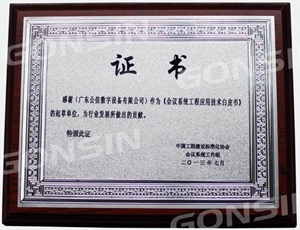 证书
感谢（广东公信数字设备有限公司）作为《会议系统工程应用技术白皮书》
的起草单位，为行业发展所做出的贡献。
特颁此证
中国工程建设标准化协会
会议系统工作组
二〇一三年七月
GONSIN
GONSIN
GONSIN
GONSIN